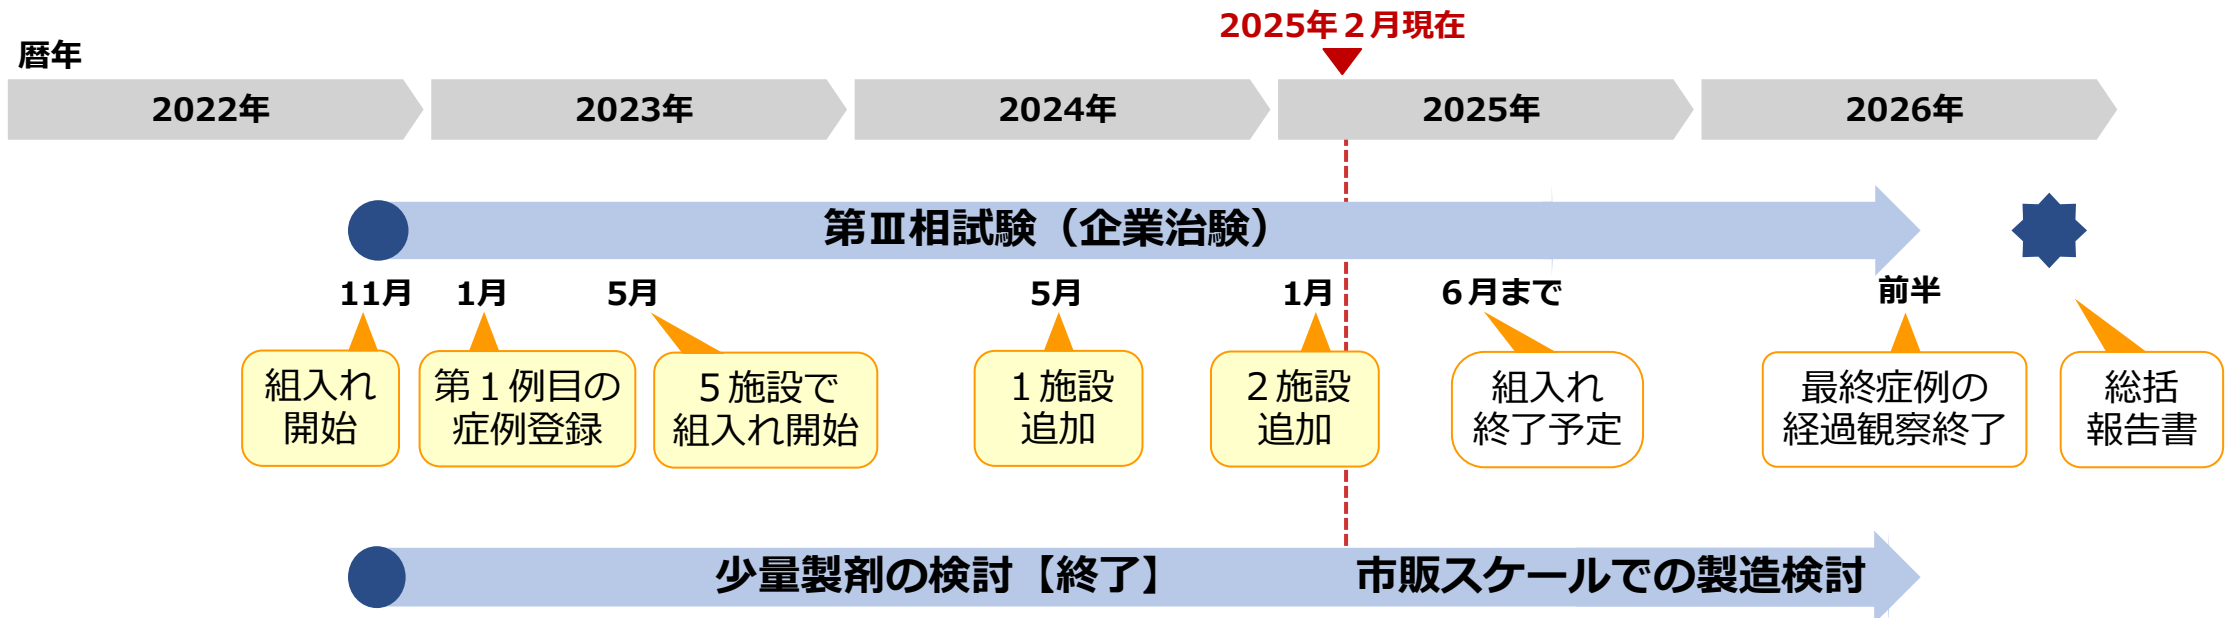 2025年２月現在
暦年
2022年
2023年
2024年
2025年
2026年
第Ⅲ相試験（企業治験）
11月
1月
5月
5月
1月
６月まで
前半
組入れ
開始
第１例目の
症例登録
５施設で
組入れ開始
１施設
追加
２施設
追加
組入れ
終了予定
最終症例の
経過観察終了
総括
報告書
少量製剤の検討【終了】
市販スケールでの製造検討